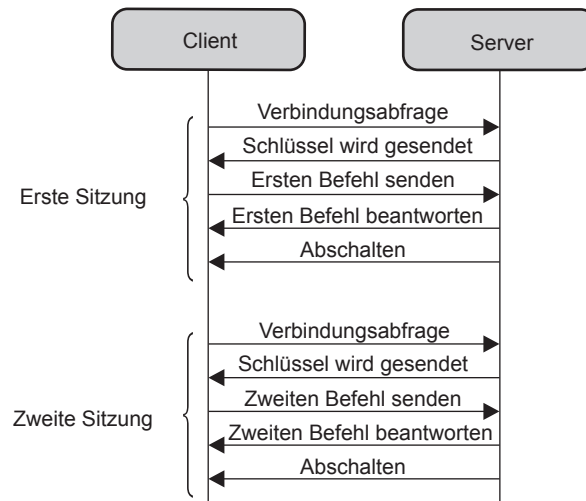 Client
Server
Verbindungsabfrage
Schlüssel wird gesendet
Ersten Befehl senden
Erste Sitzung
Ersten Befehl beantworten
Abschalten
Verbindungsabfrage
Schlüssel wird gesendet
Zweiten Befehl senden
Zweite Sitzung
Zweiten Befehl beantworten
Abschalten